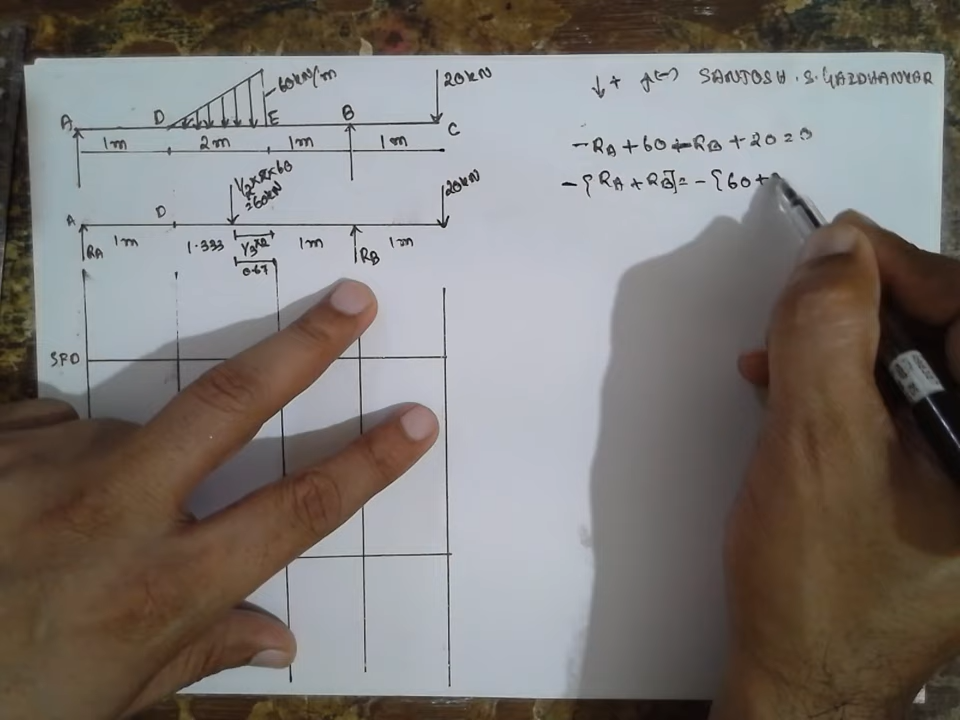 60kN/m
20kN
↓+ ↑(-) SANTOSH .S. GAIDHANKAR
A D E B C
1m 2m 1m 1m
-RA+60-RB+20=0
-{RA+RB}=-{60+
1/2×2×60
=60kN
20kN
A D
RA 1m 1.333 1/3×2 1m RB 1m
0.67
SFD